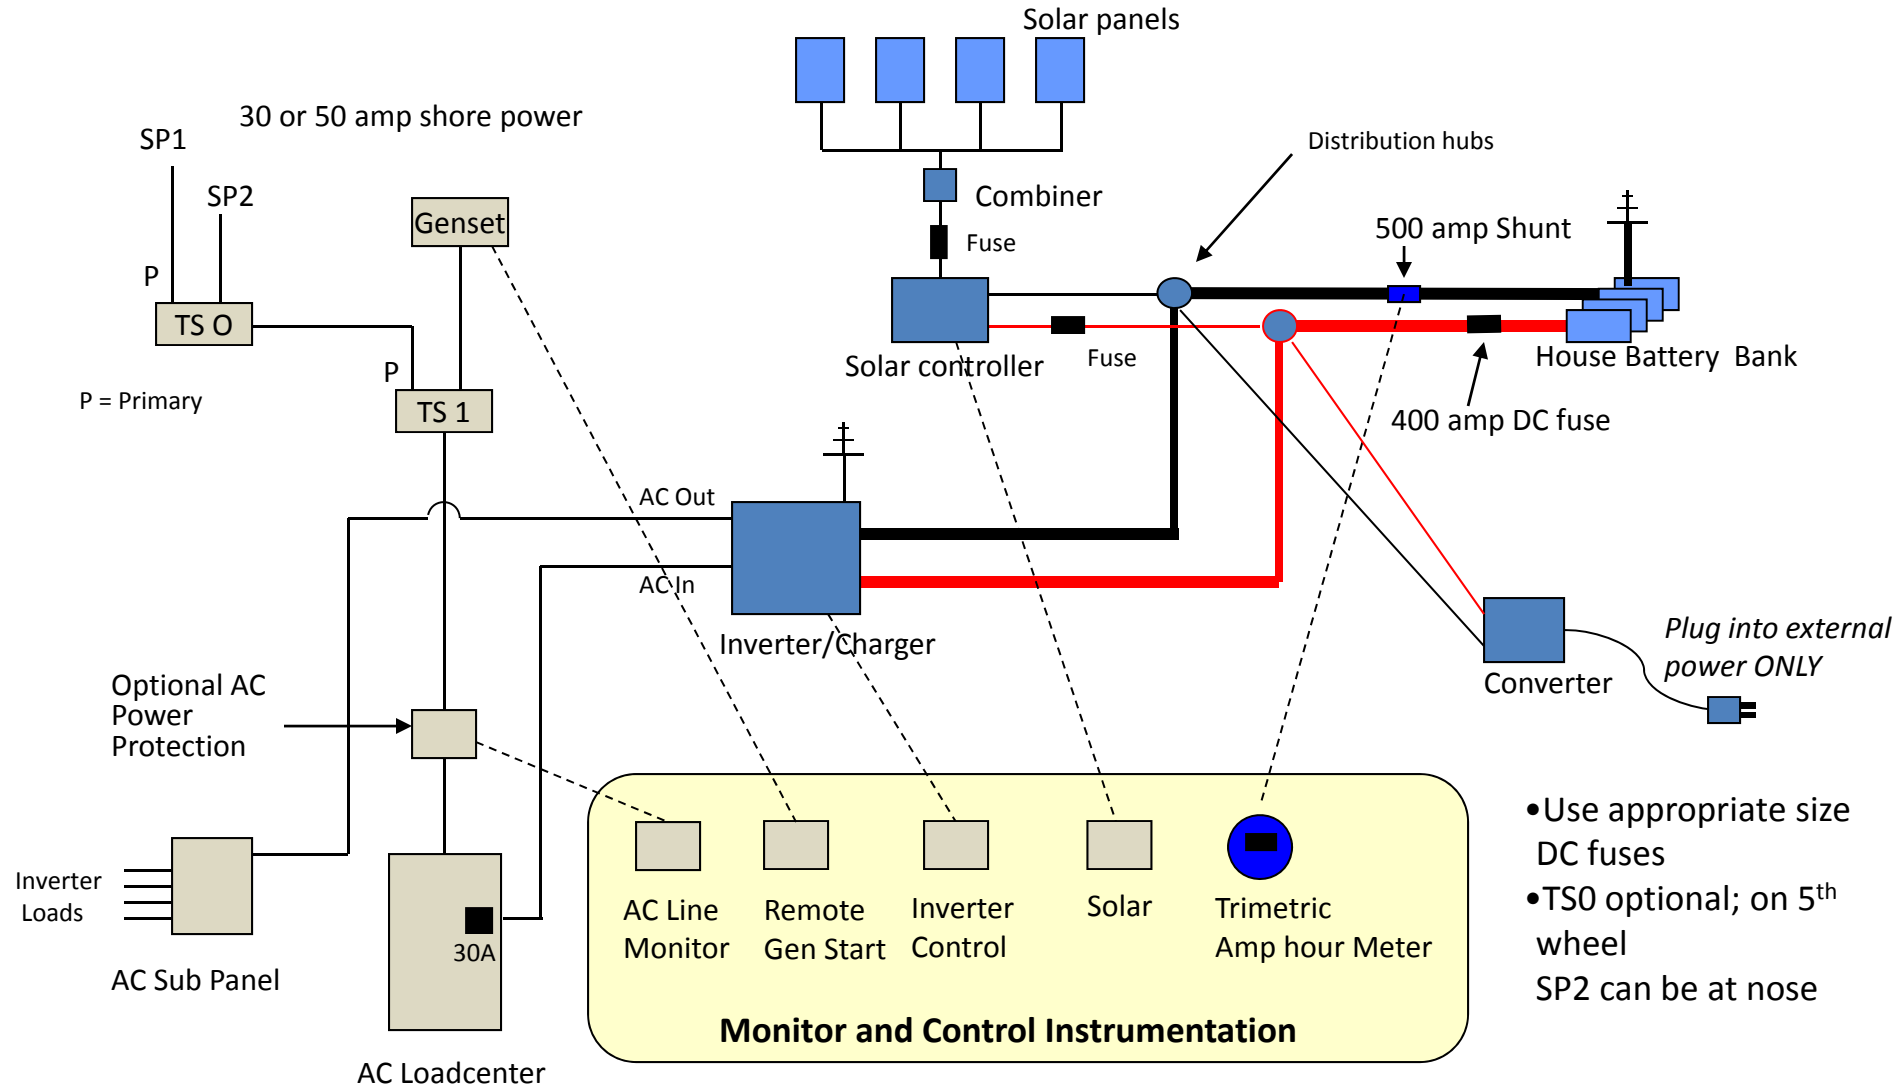 Solar panels
30 or 50 amp shore power
SP1
SP2
Distribution hubs
Combiner
Genset
500 amp Shunt
Fuse
P
TS O
Solar controller
Fuse
House Battery  Bank
P
P = Primary
TS 1
400 amp DC fuse
AC Out
AC In
Inverter/Charger
Plug into external
power ONLY
Converter
Optional AC
Power
Protection
•Use appropriate size
DC fuses
•TS0 optional; on 5th
wheel
SP2 can be at nose
Inverter
Loads
AC Sub Panel
30A
AC Loadcenter
AC Line
Monitor
Remote
Gen Start
Inverter
Control
Solar
Trimetric
Amp hour Meter
Monitor and Control Instrumentation